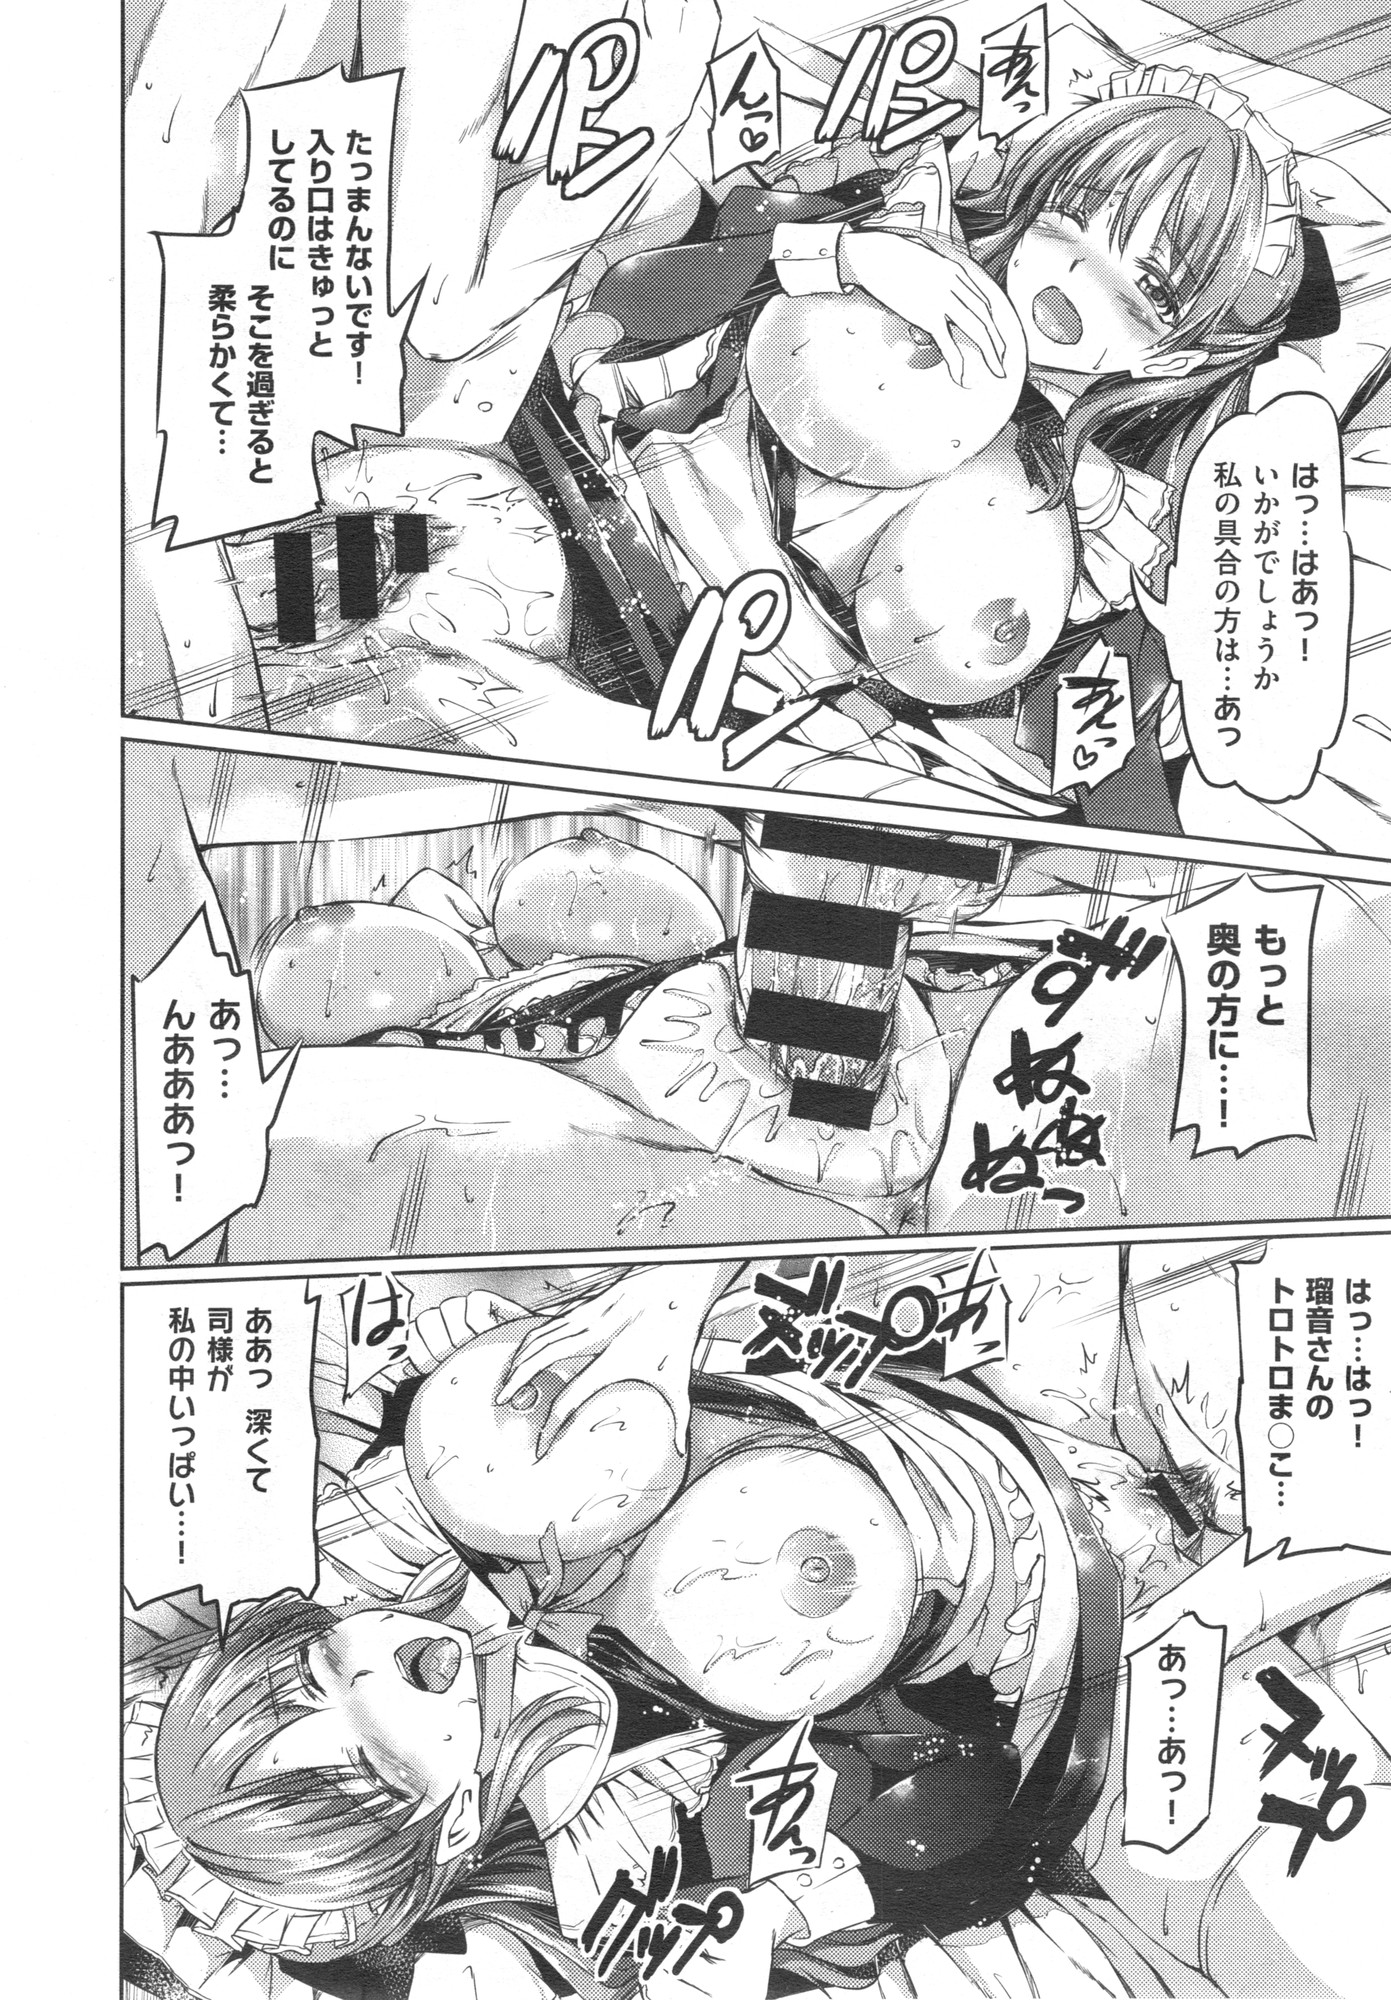 はっ…はあっ！
いかがでしょうか
私の具合の方は…あっ
あんっ
パンッ
んっ♡
パンッ
たっまんないです！
入り口はきゅっと
してるのに
そこを過ぎると
柔らかくて…
パンッ
あんっ♡
もっと
奥の方に…！
あっ…
んあああっ！
はっ…はっ！
瑠音さんの
トロトロま○こ…
ヌップ
はっ
ああっ 深くて
司様が
私の中いっぱい…！
あっ…あっ！
ヌップ
あんっ
グップ